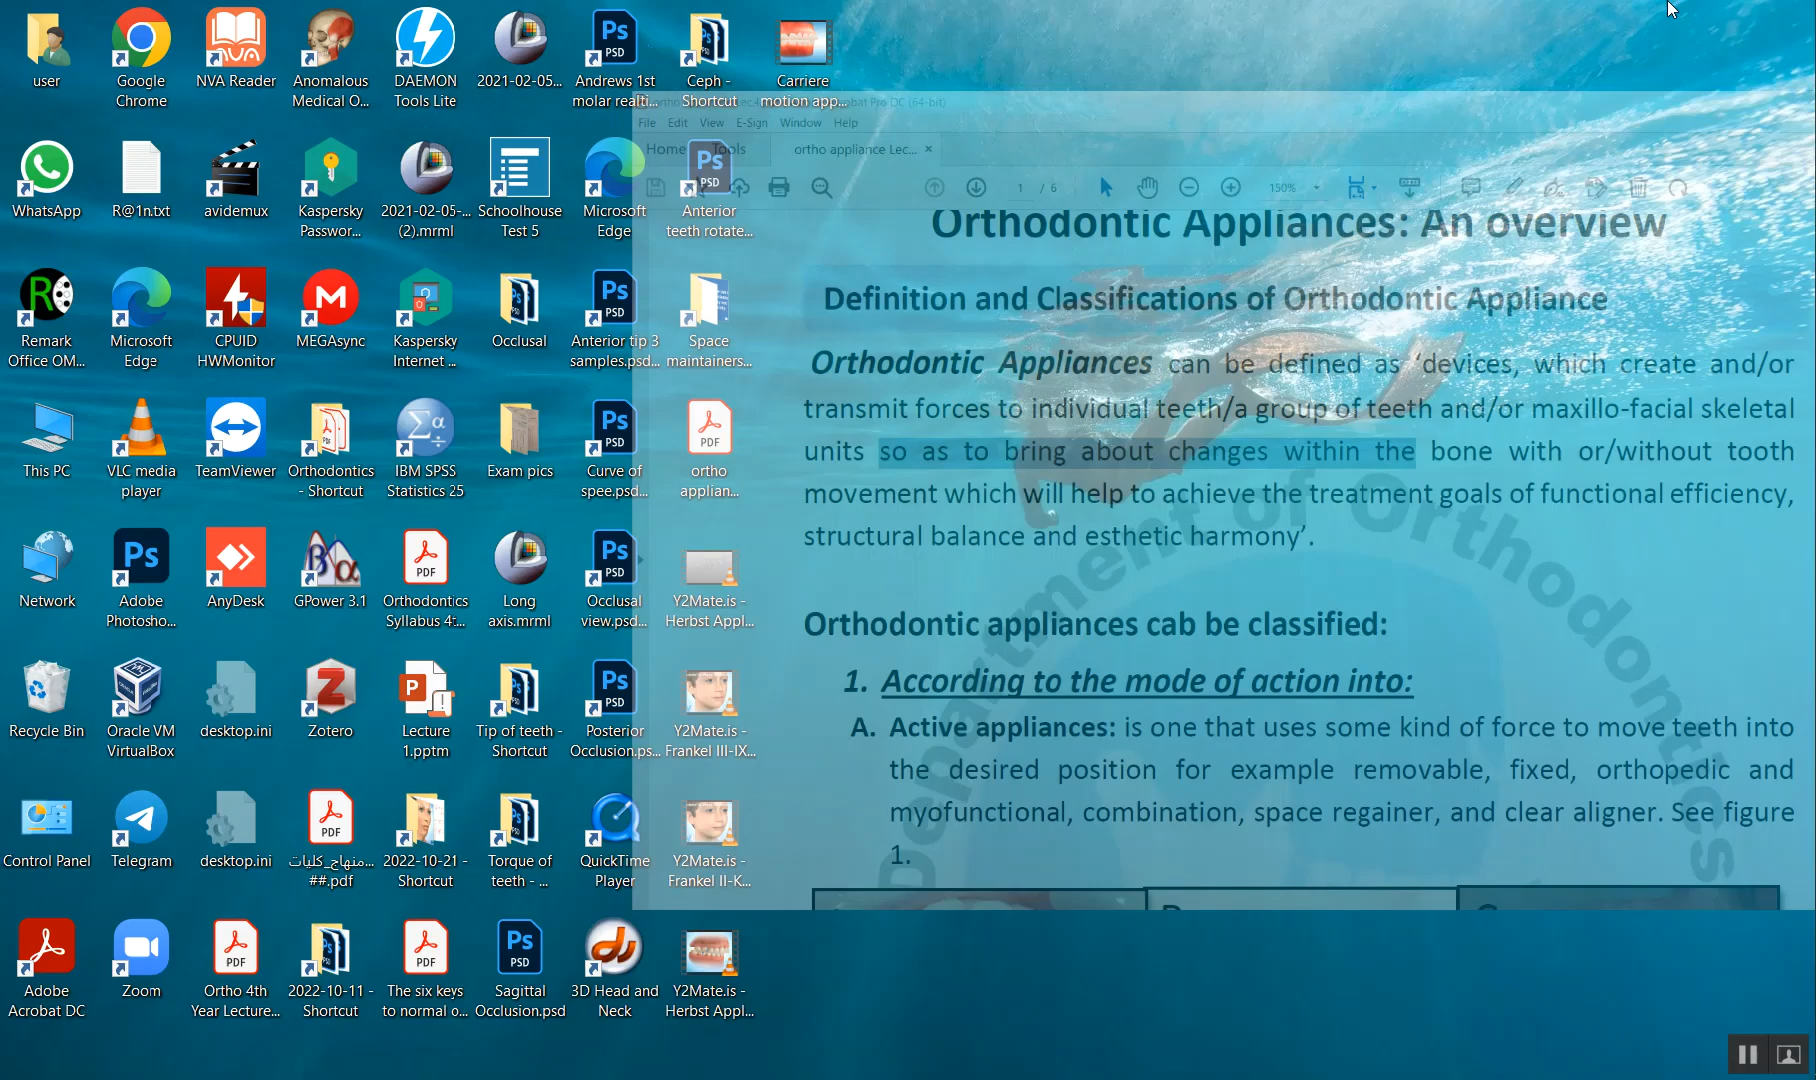 user
Google
Chrome
NVA Reader
Anomalous
Medical O...
DAEMON
Tools Lite
2021-02-05...
Andrews 1st
molar realti...
Ceph -
Shortcut
Carriere
motion app...
WhatsApp
R@1n.txt
avidemux
Kaspersky
Passwor...
2021-02-05-...
(2).mrml
Schoolhouse
Test 5
Microsoft
Edge
Anterior
teeth rotate...
Remark
Office OM...
Microsoft
Edge
CPUID
HWMonitor
MEGAsync
Kaspersky
Internet ...
Occlusal
Anterior tip 3
samples.psd...
Space
maintainers...
This PC
VLC media
player
TeamViewer
Orthodontics
- Shortcut
IBM SPSS
Statistics 25
Exam pics
Curve of
spee.psd...
ortho
applian...
Network
Adobe
Photosho...
AnyDesk
GPower 3.1
Orthodontics
Syllabus 4t...
Long
axis.mrml
Occlusal
view.psd...
Y2Mate.is -
Herbst Appl...
Recycle Bin
Oracle VM
VirtualBox
desktop.ini
Zotero
Lecture
1.pptm
Tip of teeth -
Shortcut
Posterior
Occlusion.ps...
Y2Mate.is -
Frankel III-IX...
Control Panel
Telegram
desktop.ini
منهاج_كليات...
##.pdf
2022-10-21 -
Shortcut
Torque of
teeth - ...
QuickTime
Player
Y2Mate.is -
Frankel II-K...
Adobe
Acrobat DC
Zoom
Ortho 4th
Year Lecture...
2022-10-11 -
Shortcut
The six keys
to normal o...
Sagittal
Occlusion.psd
3D Head and
Neck
Y2Mate.is -
Herbst Appl...
Pro DC (64-bit)
File Edit View E-Sign Window Help
Home Tools ortho appliance Lec... ×
1 / 6 150%
Orthodontic Appliances: An overview
Definition and Classifications of Orthodontic Appliance
Orthodontic Appliances can be defined as ‘devices, which create and/or
transmit forces to individual teeth/a group of teeth and/or maxillo-facial skeletal
units so as to bring about changes within the bone with or/without tooth
movement which will help to achieve the treatment goals of functional efficiency,
structural balance and esthetic harmony’.
Orthodontic appliances cab be classified:
1. According to the mode of action into:
A. Active appliances: is one that uses some kind of force to move teeth into
the desired position for example removable, fixed, orthopedic and
myofunctional, combination, space regainer, and clear aligner. See figure
1.
Department of Orthodontics